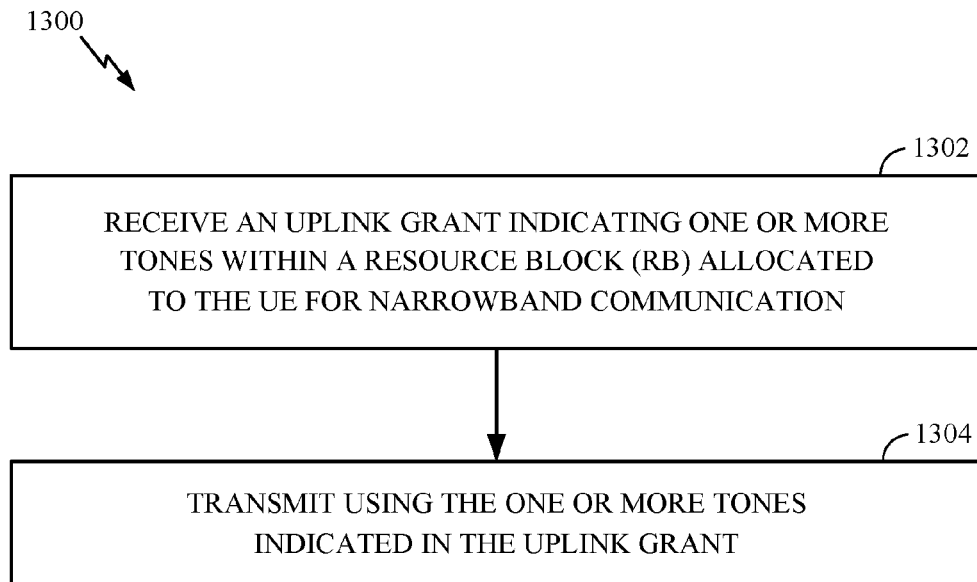 1300
1302
RECEIVE AN UPLINK GRANT INDICATING ONE OR MORE
TONES WITHIN A RESOURCE BLOCK (RB) ALLOCATED
TO THE UE FOR NARROWBAND COMMUNICATION
1304
TRANSMIT USING THE ONE OR MORE TONES
INDICATED IN THE UPLINK GRANT